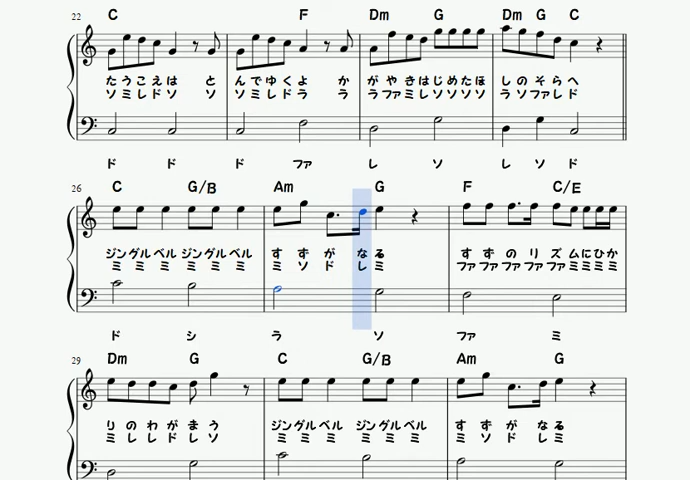 22 C F Dm G Dm G C
たうこえは と んでゆくよ か がやきはじめたほ しのそらへ
ソミレドソ ソ ソミレドラ ラ ラファミレソソソソ ラソファレド
ド ド ド ファ レ ソ レ ソ ド
26 C G/B Am G F C/E
ジングルベル ジングルベル すずがなる すずのリズムにひか
ミミミ ミミミ ミソドレミ ファファファファファミミミミ
ド シ ラ ソ ファ ミ
29 Dm G C G/B Am G
りのわがまう ジングルベル ジングルベル すずがなる
ミレレドレソ ミミミ ミミミ ミソドレミ